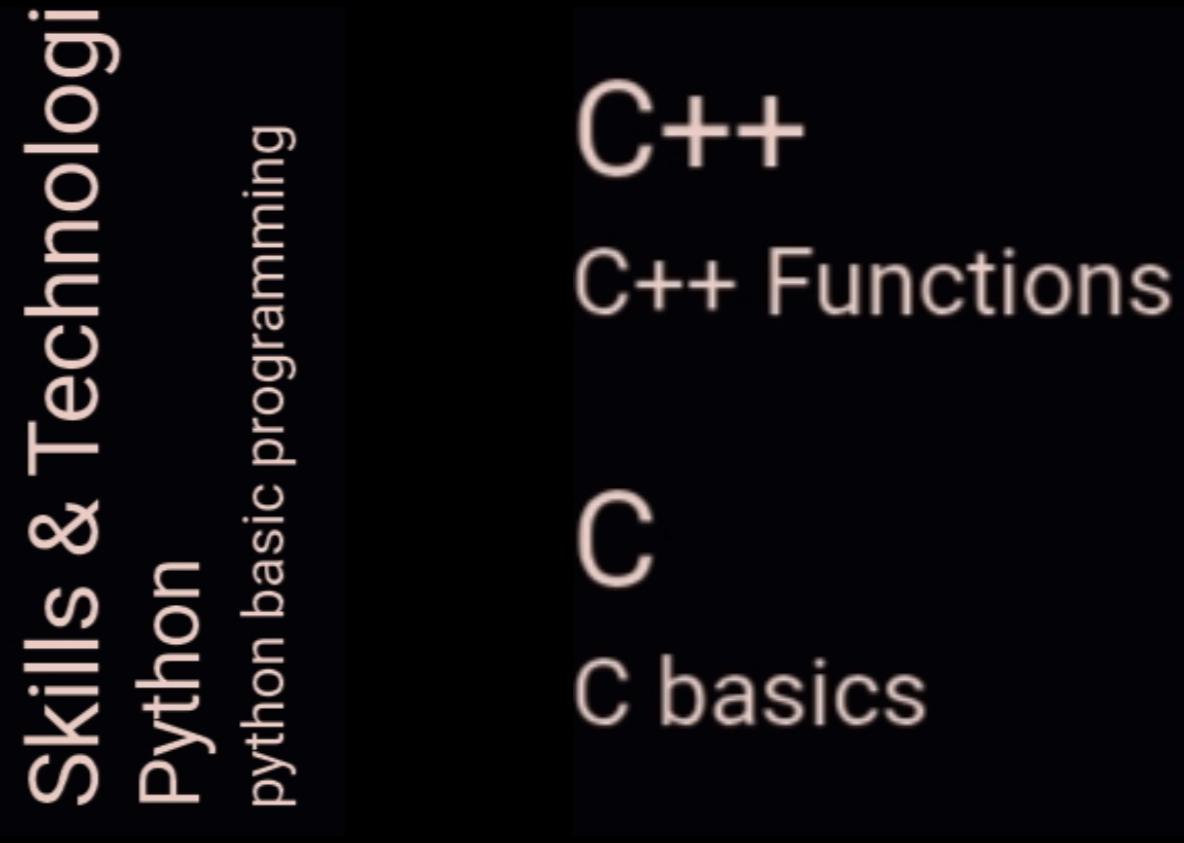 Skills & Technologi
Python
python basic programming
C++
C++ Functions
C
C basics